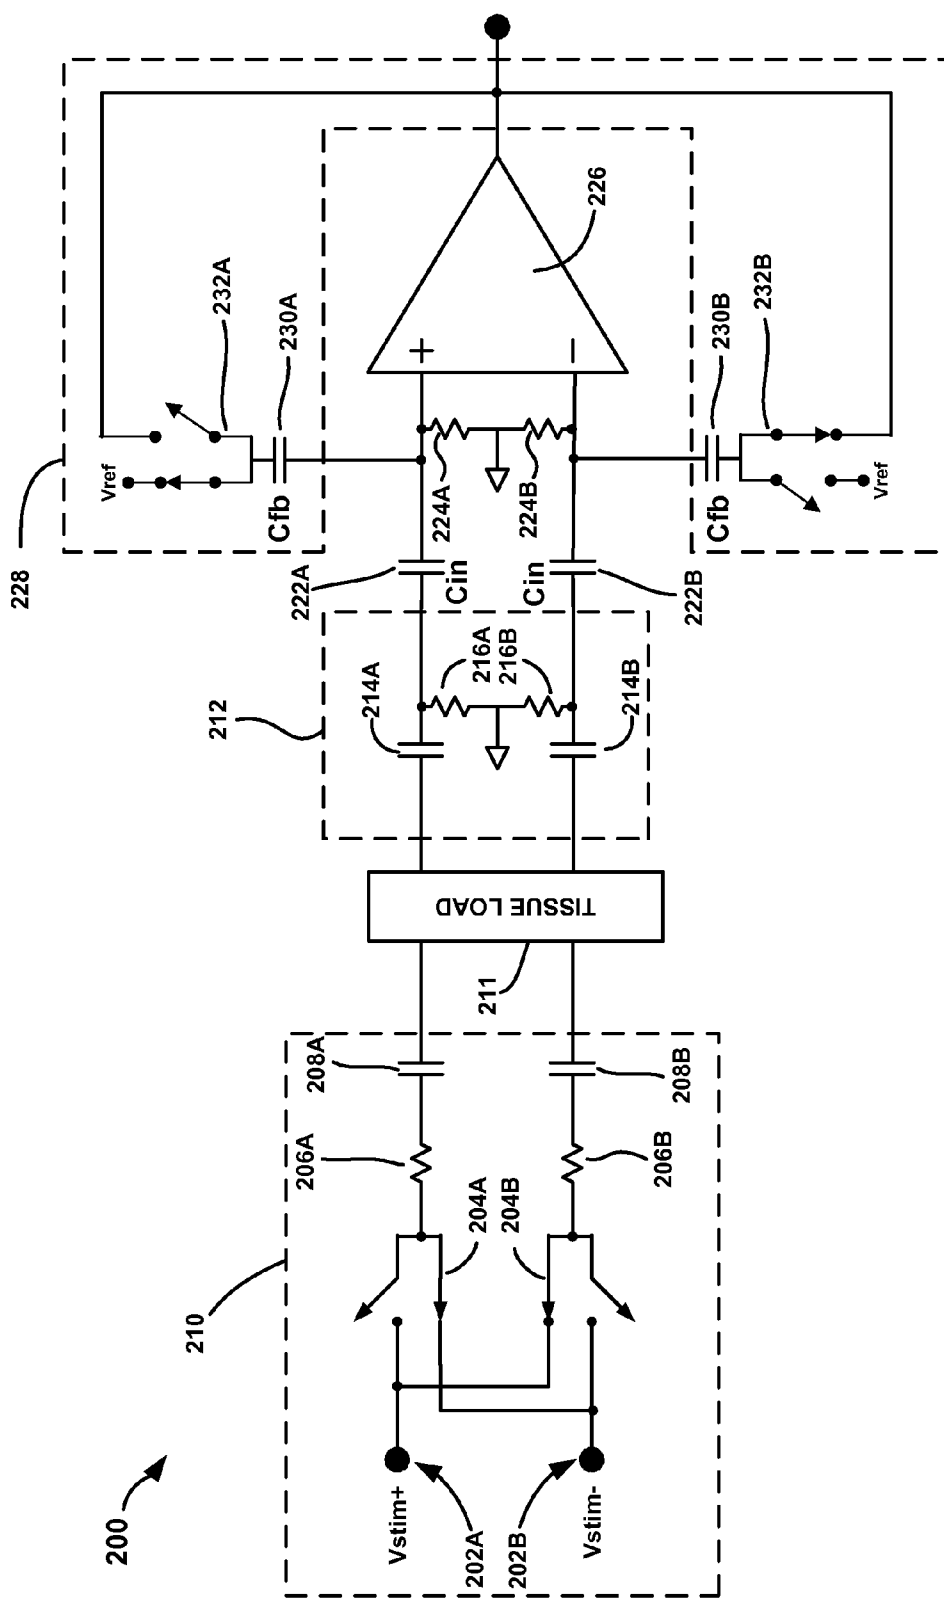 228
232A
230A
Vref
Cfb
226
+
−
230B
232B
Cfb
Vref
224A
224B
222A
Cin
Cin
222B
212
214A
216A
216B
214B
TISSUE LOAD
211
208A
208B
206A
206B
204A
204B
210
200
Vstim+
202A
202B
Vstim-